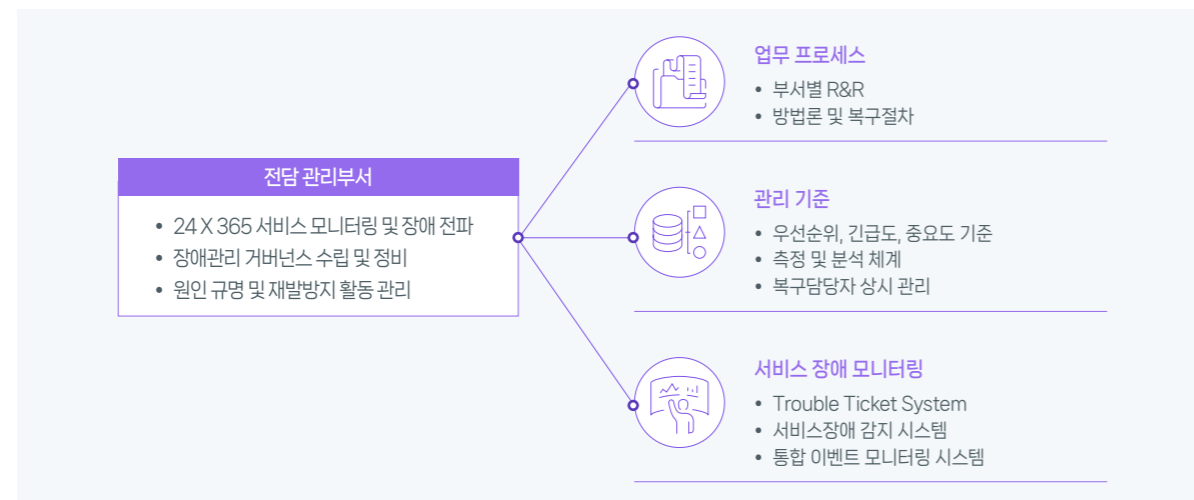 전담 관리부서
• 24 X 365 서비스 모니터링 및 장애 전파
• 장애관리 거버넌스 수립 및 정비
• 원인 규명 및 재발방지 활동 관리
업무 프로세스
• 부서별 R&R
• 방법론 및 복구절차
관리 기준
• 우선순위, 긴급도, 중요도 기준
• 측정 및 분석 체계
• 복구담당자 상시 관리
서비스 장애 모니터링
• Trouble Ticket System
• 서비스장애 감지 시스템
• 통합 이벤트 모니터링 시스템